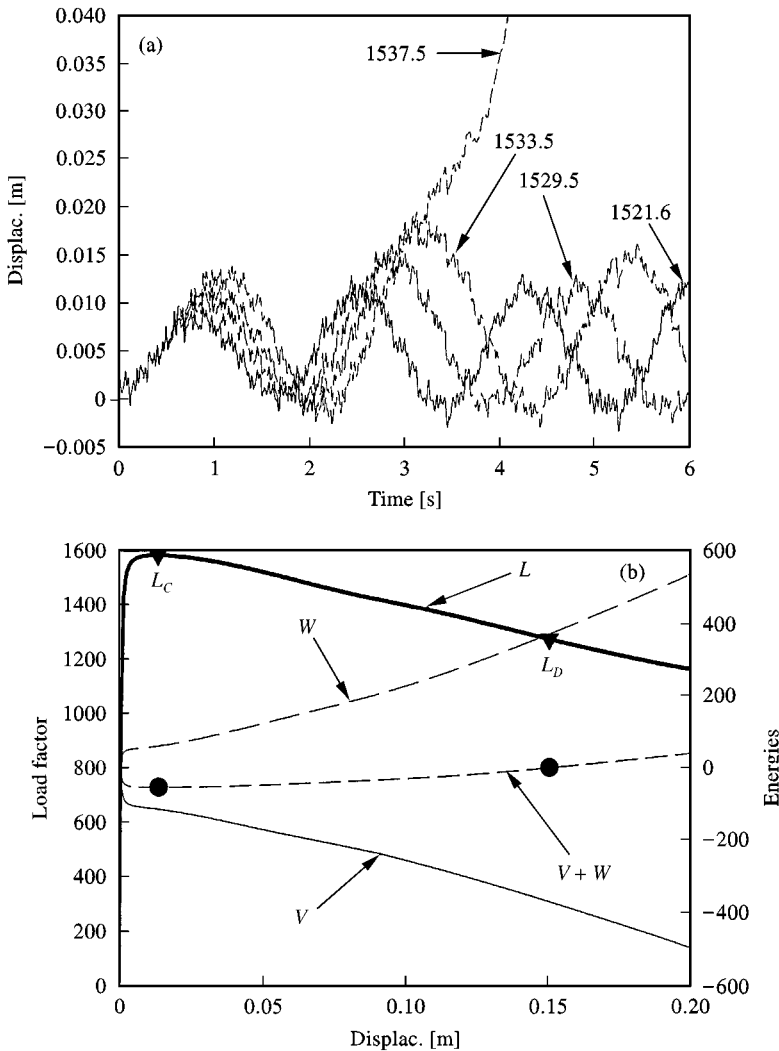 (a)
0.040
0.035
0.030
0.025
0.020
0.015
0.010
0.005
0
−0.005
Displac. [m]
1537.5
1533.5
1529.5
1521.6
0 1 2 3 4 5 6
Time [s]
(b)
1600
1400
1200
1000
800
600
400
200
0
Load factor
600
400
200
0
−200
−400
−600
Energies
L_C
L
W
L_D
V + W
V
0 0.05 0.10 0.15 0.20
Displac. [m]